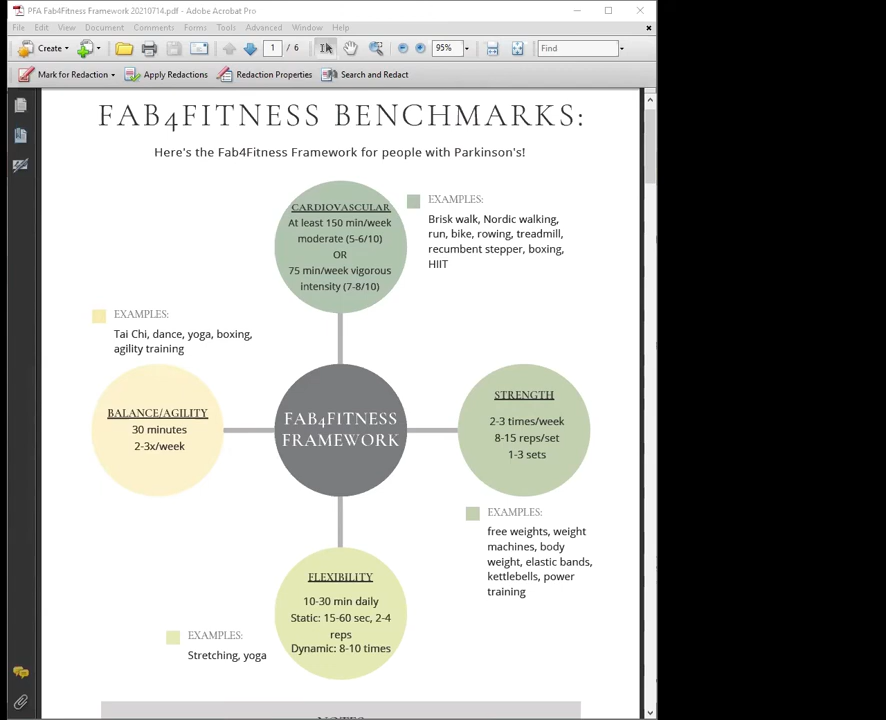 PFA Fab4Fitness Framework 20210714.pdf - Adobe Acrobat Pro
File Edit View Document Comments Forms Tools Advanced Window Help
Create 1 / 6 95% Find
Mark for Redaction Apply Redactions Redaction Properties Search and Redact
FAB4FITNESS BENCHMARKS:
Here's the Fab4Fitness Framework for people with Parkinson's!
CARDIOVASCULAR
At least 150 min/week
moderate (5-6/10)
OR
75 min/week vigorous
intensity (7-8/10)
EXAMPLES:
Brisk walk, Nordic walking,
run, bike, rowing, treadmill,
recumbent stepper, boxing,
HIIT
EXAMPLES:
Tai Chi, dance, yoga, boxing,
agility training
BALANCE/AGILITY
30 minutes
2-3x/week
FAB4FITNESS
FRAMEWORK
STRENGTH
2-3 times/week
8-15 reps/set
1-3 sets
EXAMPLES:
free weights, weight
machines, body
weight, elastic bands,
kettlebells, power
training
FLEXIBILITY
10-30 min daily
Static: 15-60 sec, 2-4
reps
Dynamic: 8-10 times
EXAMPLES:
Stretching, yoga